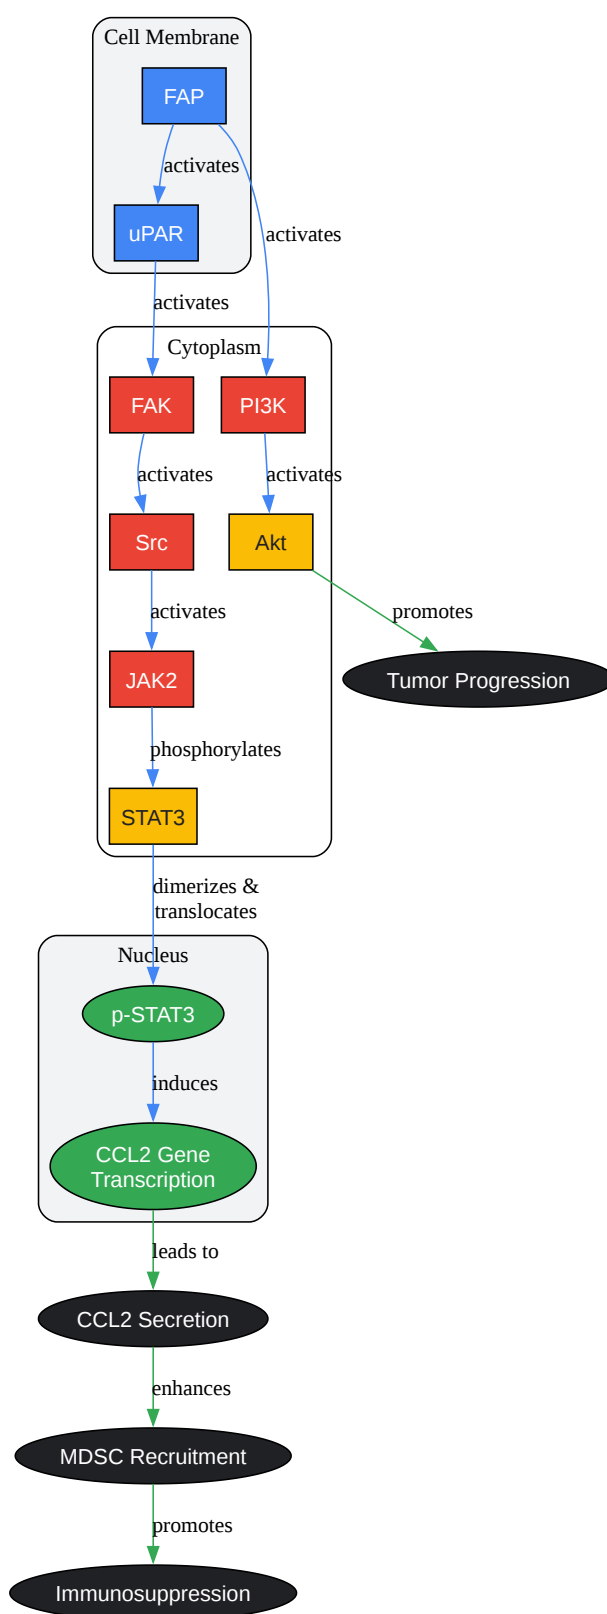 Cell Membrane
FAP
activates
uPAR
activates
activates
Cytoplasm
FAK
PI3K
activates
activates
Src
Akt
activates
promotes
JAK2
Tumor Progression
phosphorylates
STAT3
dimerizes &
translocates
Nucleus
p-STAT3
induces
CCL2 Gene
Transcription
leads to
CCL2 Secretion
enhances
MDSC Recruitment
promotes
Immunosuppression